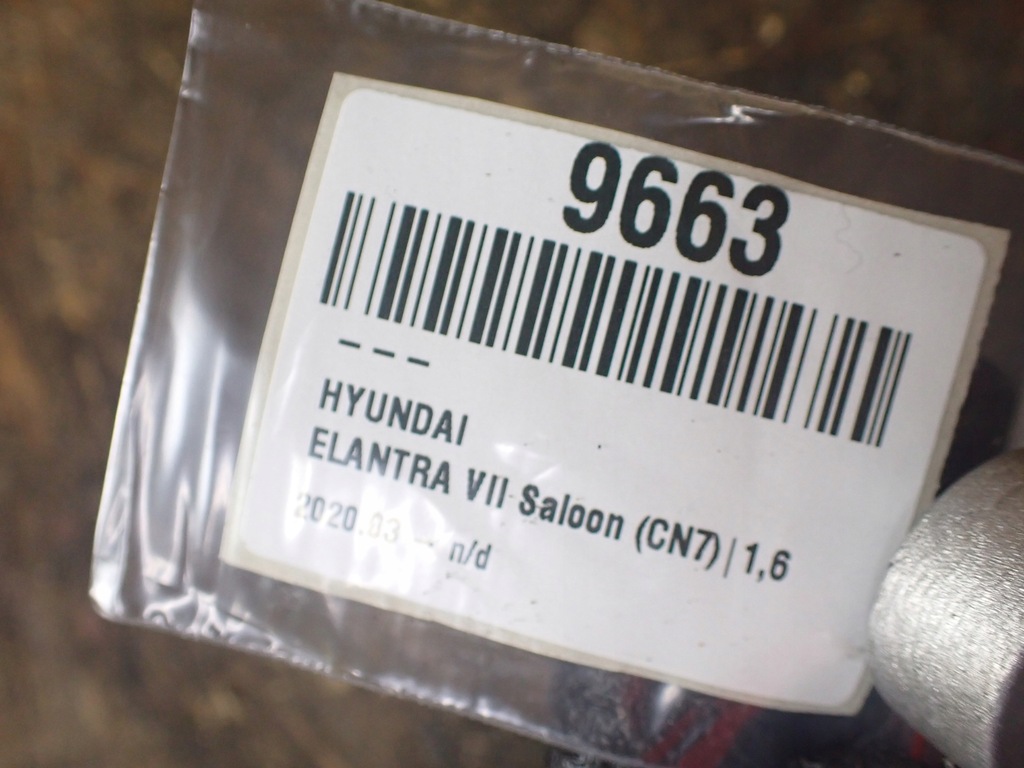 9663
---
HYUNDAI
ELANTRA VII Saloon (CN7)|1,6
2020.03 - n/d